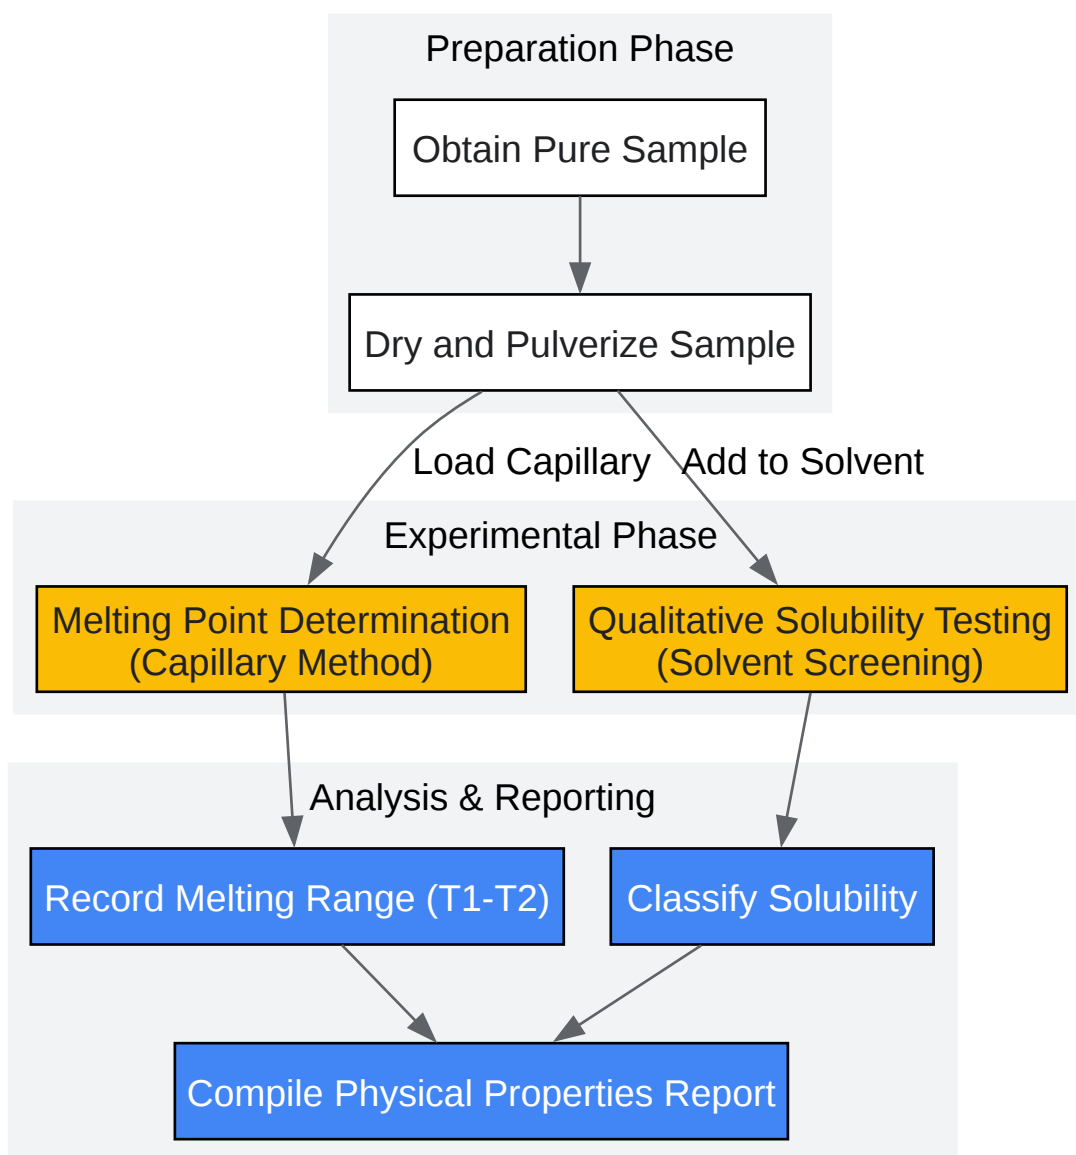 Preparation Phase
Obtain Pure Sample
Dry and Pulverize Sample
Load Capillary
Add to Solvent
Experimental Phase
Melting Point Determination
(Capillary Method)
Qualitative Solubility Testing
(Solvent Screening)
Analysis & Reporting
Record Melting Range (T1-T2)
Classify Solubility
Compile Physical Properties Report